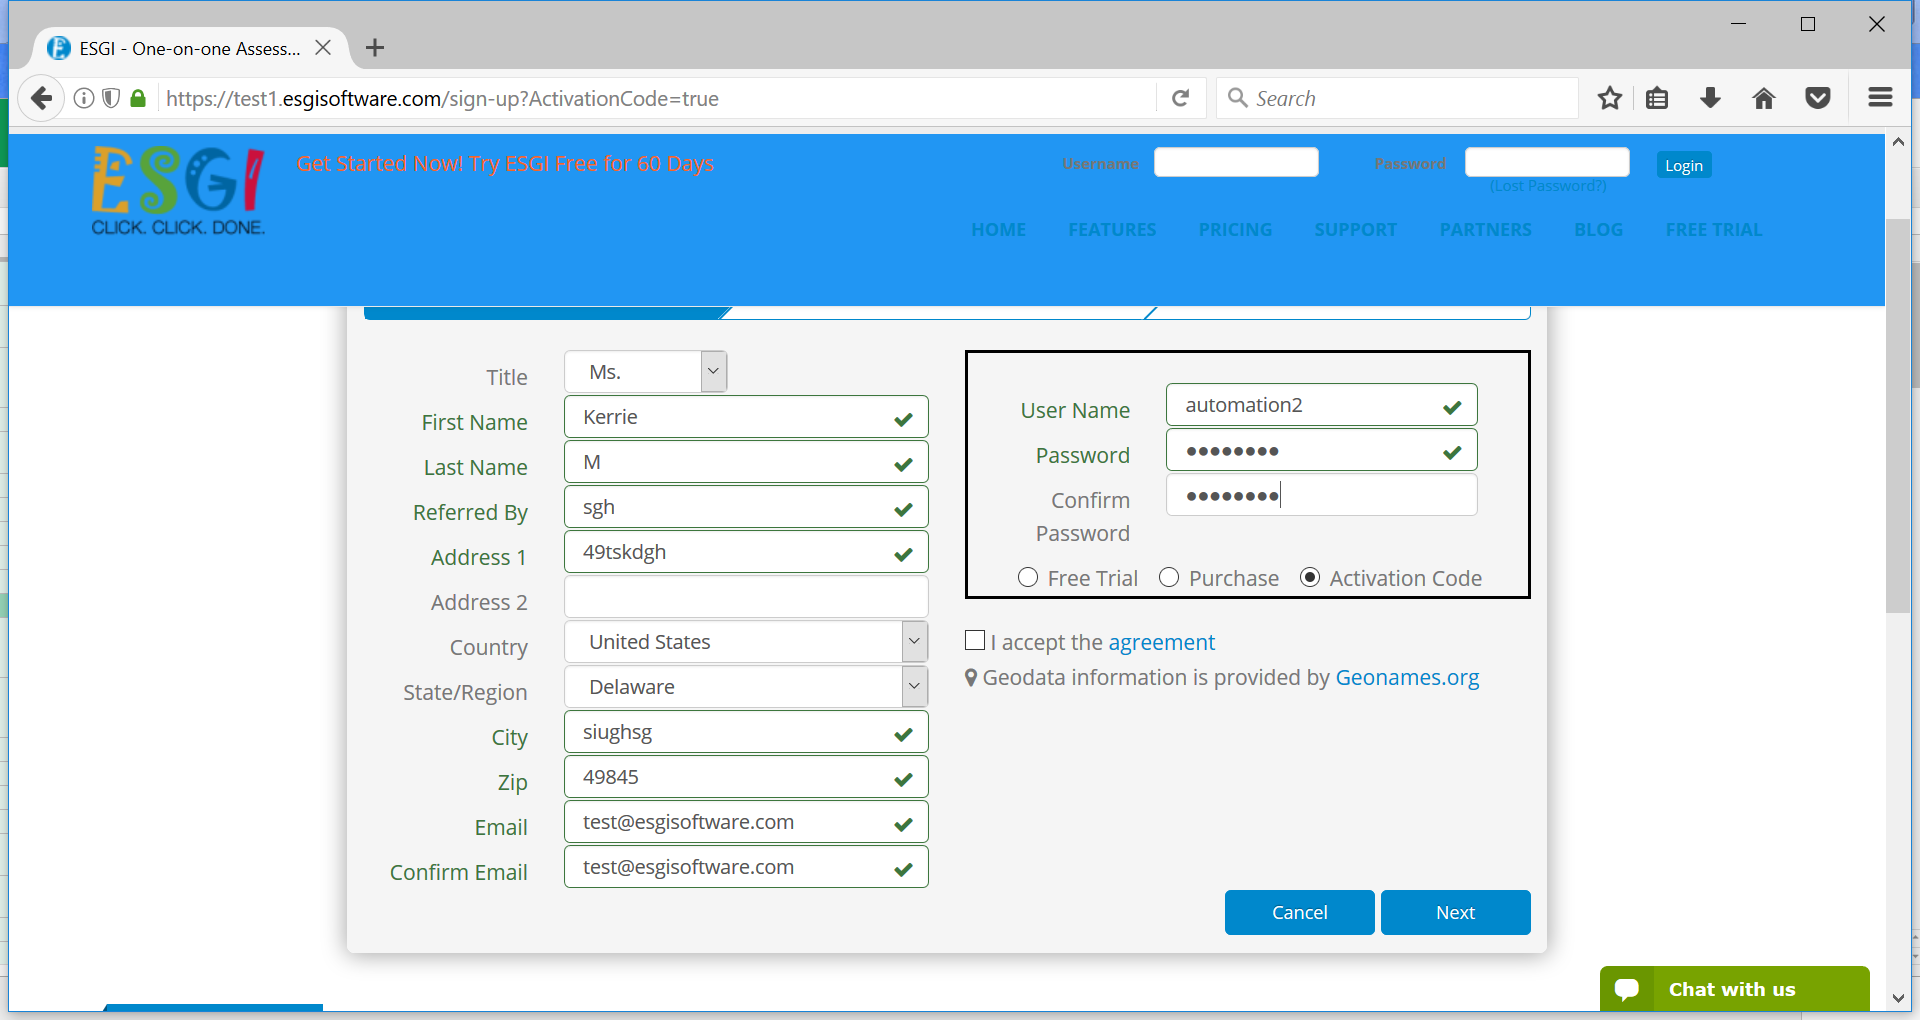 ESGI - One-on-one Assess...
https://test1.esgisoftware.com/sign-up?ActivationCode=true
Search
ESGI
CLICK. CLICK. DONE.
Get Started Now! Try ESGI Free for 60 Days
Username
Password
Login
(Lost Password?)
HOME FEATURES PRICING SUPPORT PARTNERS BLOG FREE TRIAL
Title Ms.
First Name Kerrie
Last Name M
Referred By sgh
Address 1 49tskdgh
Address 2
Country United States
State/Region Delaware
City siughsg
Zip 49845
Email test@esgisoftware.com
Confirm Email test@esgisoftware.com
User Name automation2
Password ●●●●●●●●
Confirm Password ●●●●●●●●
Free Trial Purchase Activation Code
I accept the agreement
Geodata information is provided by Geonames.org
Cancel Next
Chat with us